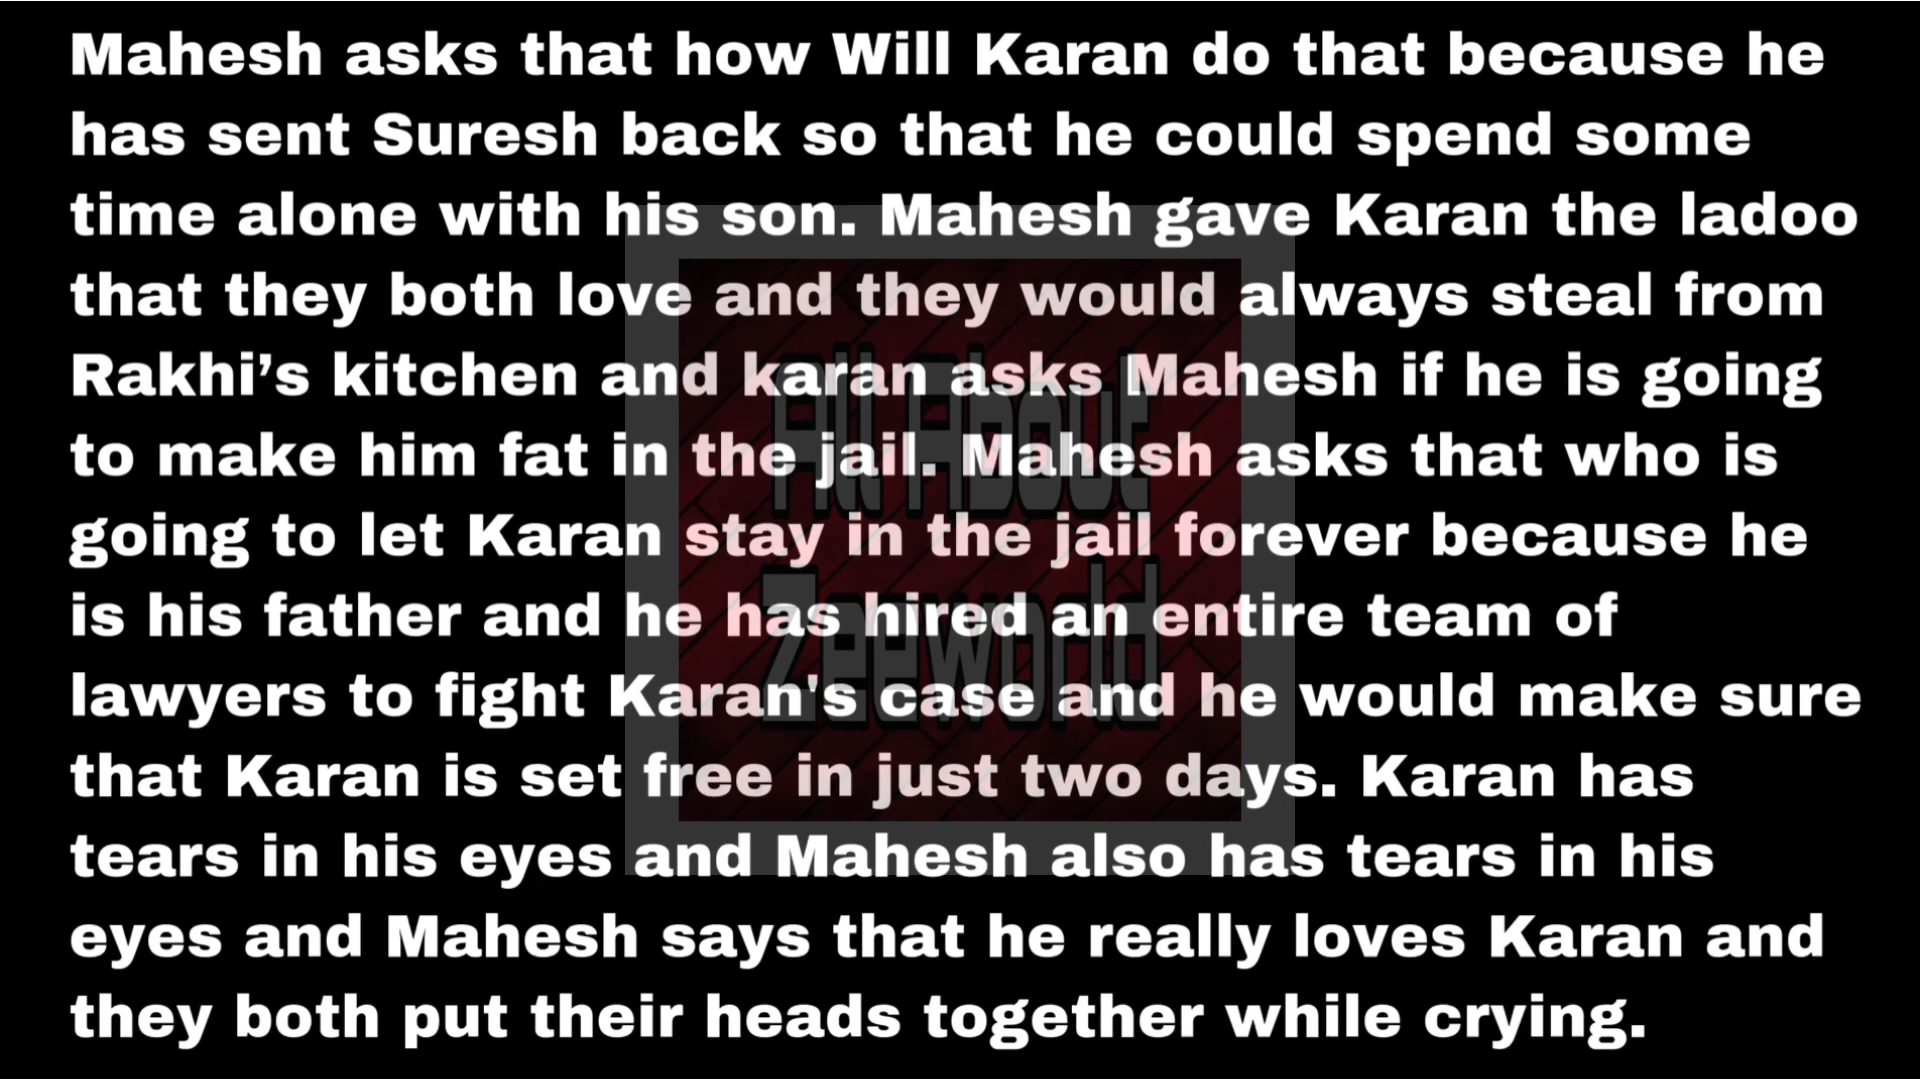 Mahesh asks that how Will Karan do that because he
has sent Suresh back so that he could spend some
time alone with his son. Mahesh gave Karan the ladoo
that they both love and they would always steal from
Rakhi’s kitchen and karan asks Mahesh if he is going
to make him fat in the jail. Mahesh asks that who is
going to let Karan stay in the jail forever because he
is his father and he has hired an entire team of
lawyers to fight Karan's case and he would make sure
that Karan is set free in just two days. Karan has
tears in his eyes and Mahesh also has tears in his
eyes and Mahesh says that he really loves Karan and
they both put their heads together while crying.
All About
Zeeworld